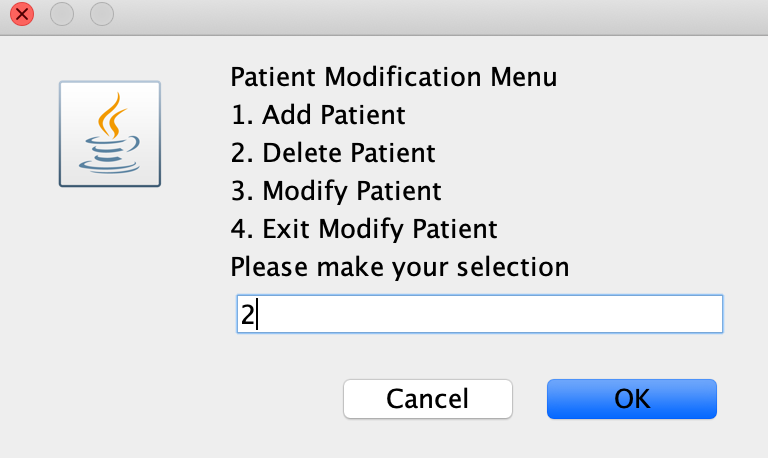 Patient Modification Menu
1. Add Patient
2. Delete Patient
3. Modify Patient
4. Exit Modify Patient
Please make your selection
2
Cancel
OK